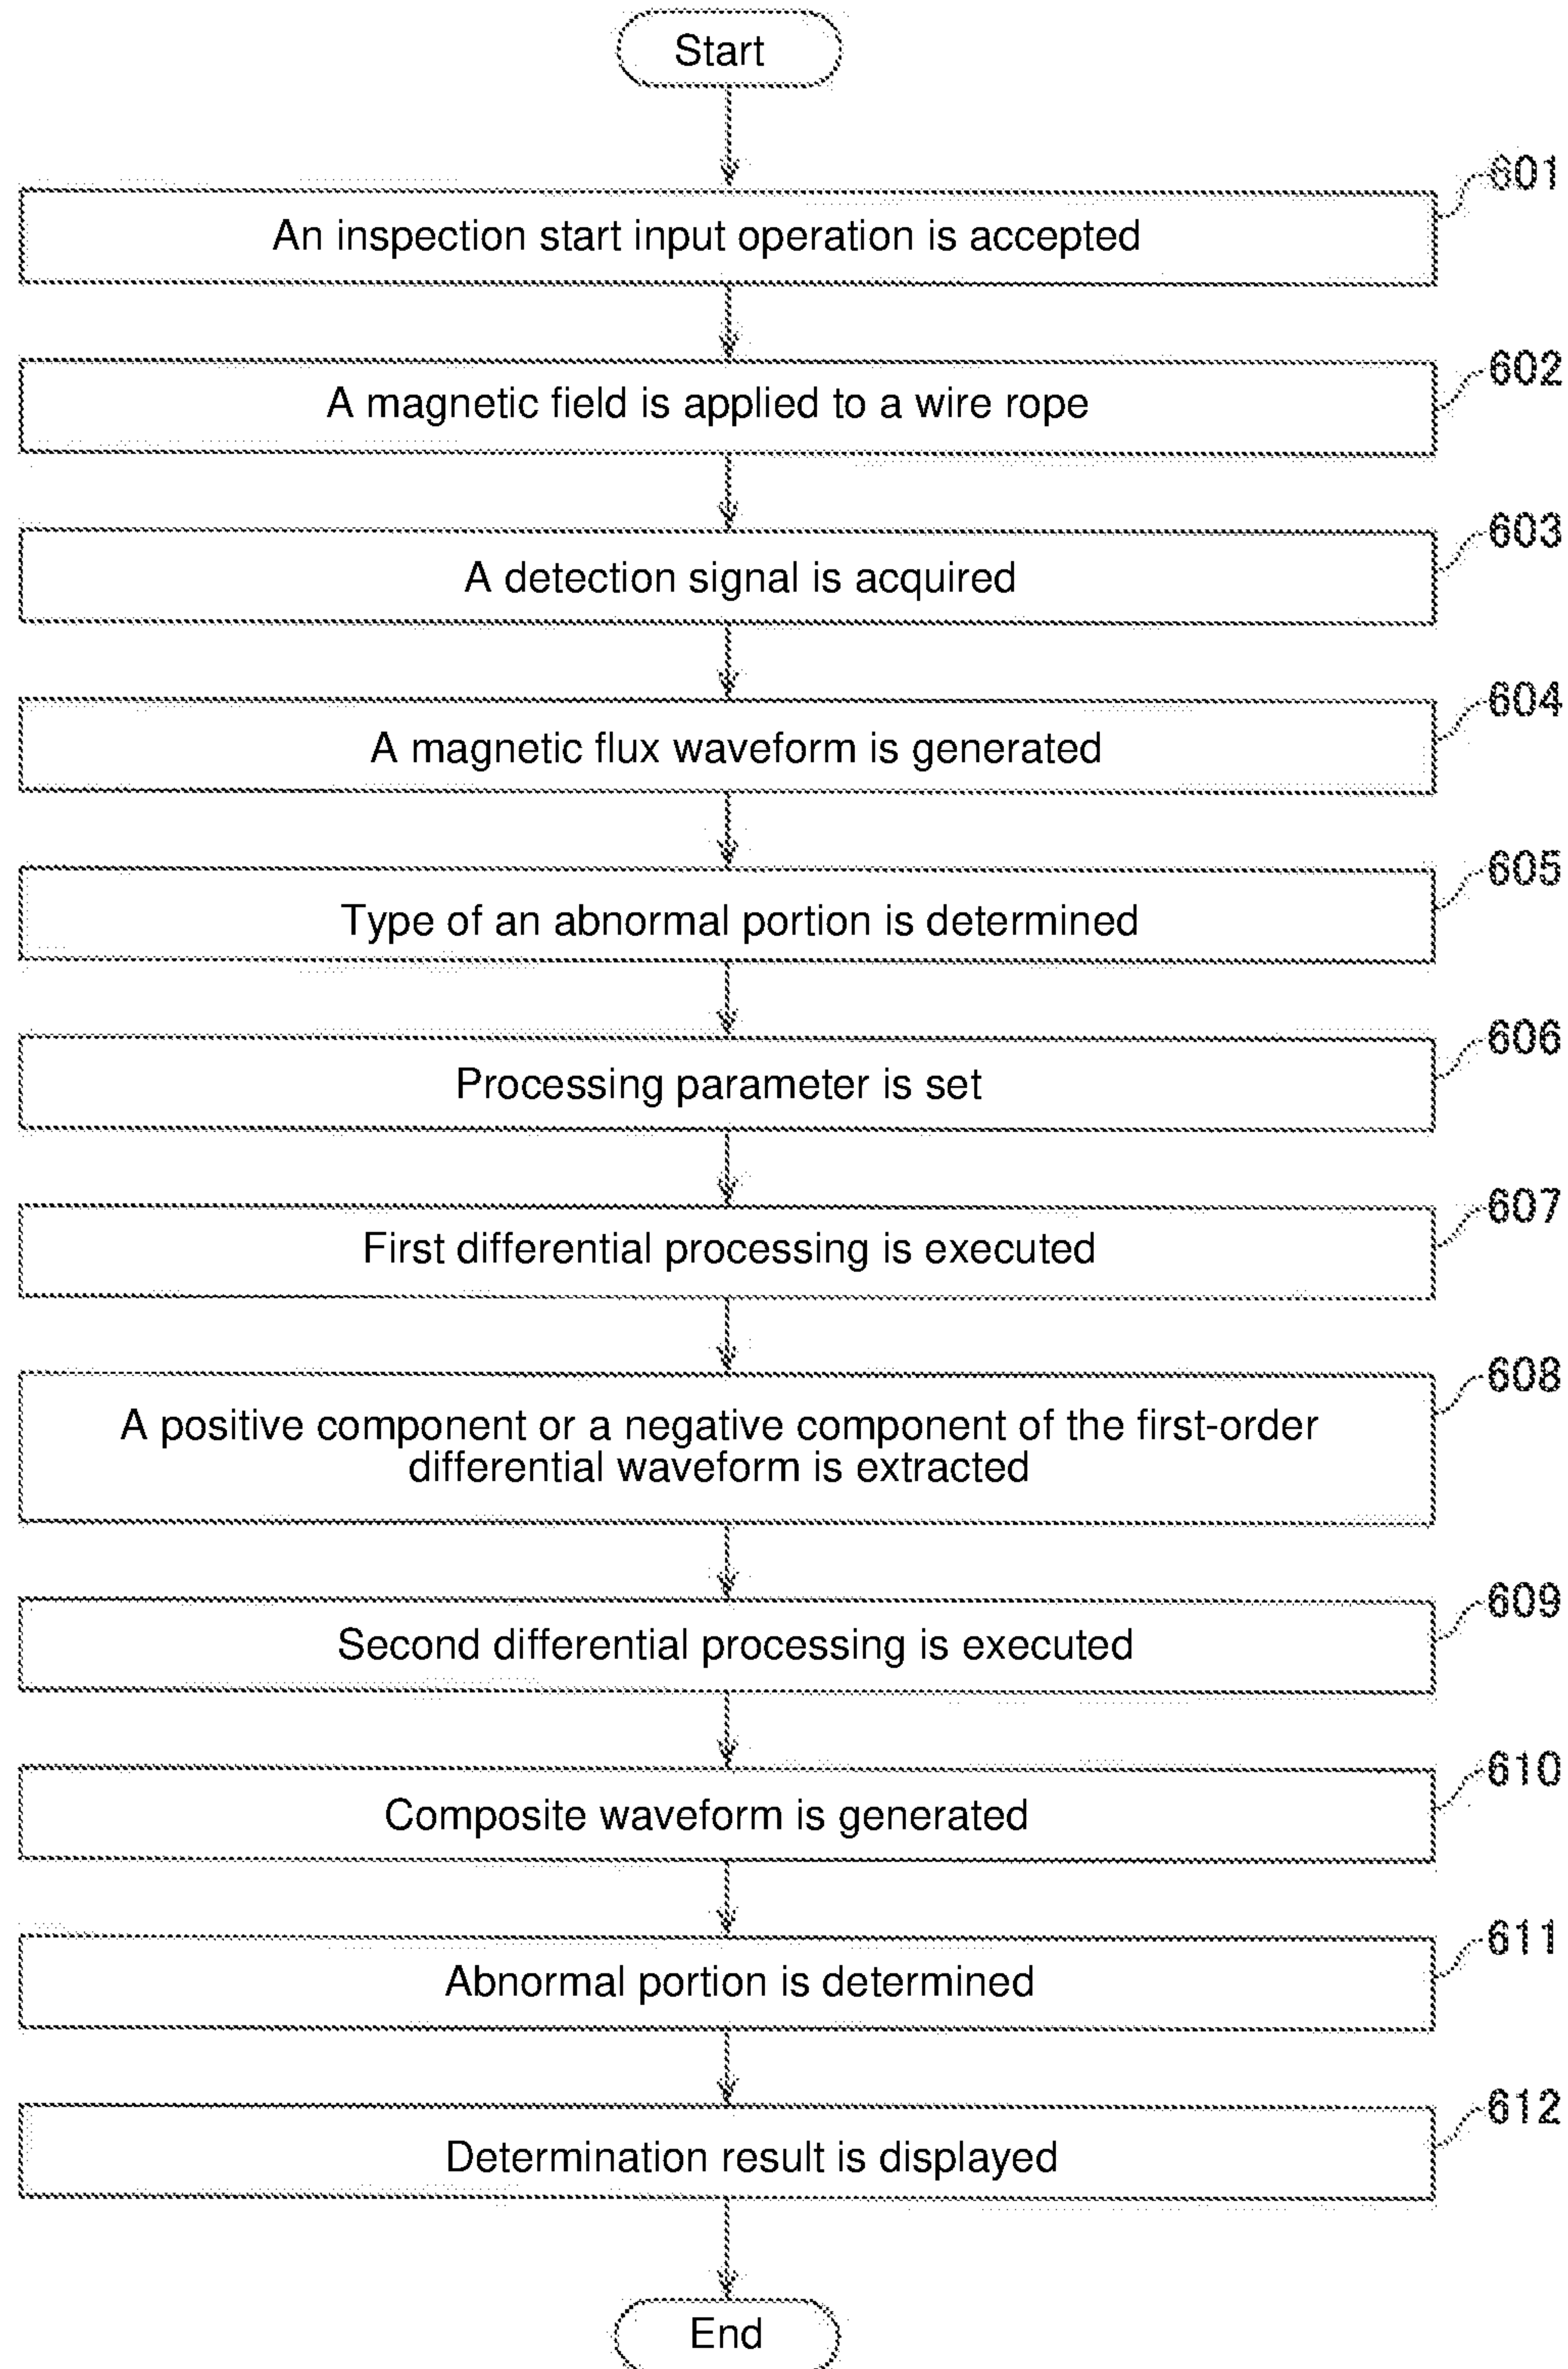 Start
601
An inspection start input operation is accepted
602
A magnetic field is applied to a wire rope
603
A detection signal is acquired
604
A magnetic flux waveform is generated
605
Type of an abnormal portion is determined
606
Processing parameter is set
607
First differential processing is executed
608
A positive component or a negative component of the first-order
differential waveform is extracted
609
Second differential processing is executed
610
Composite waveform is generated
611
Abnormal portion is determined
612
Determination result is displayed
End